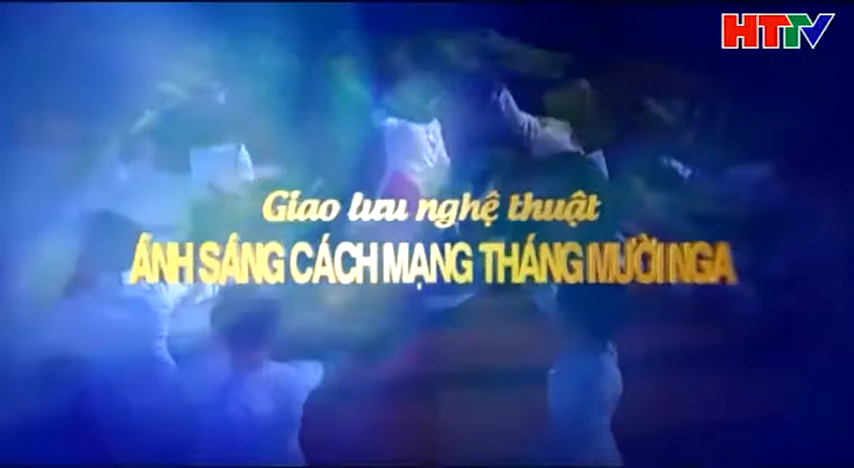 HTTV
Giao lưu nghệ thuật
ÁNH SÁNG CÁCH MẠNG THÁNG MƯỜI NGA